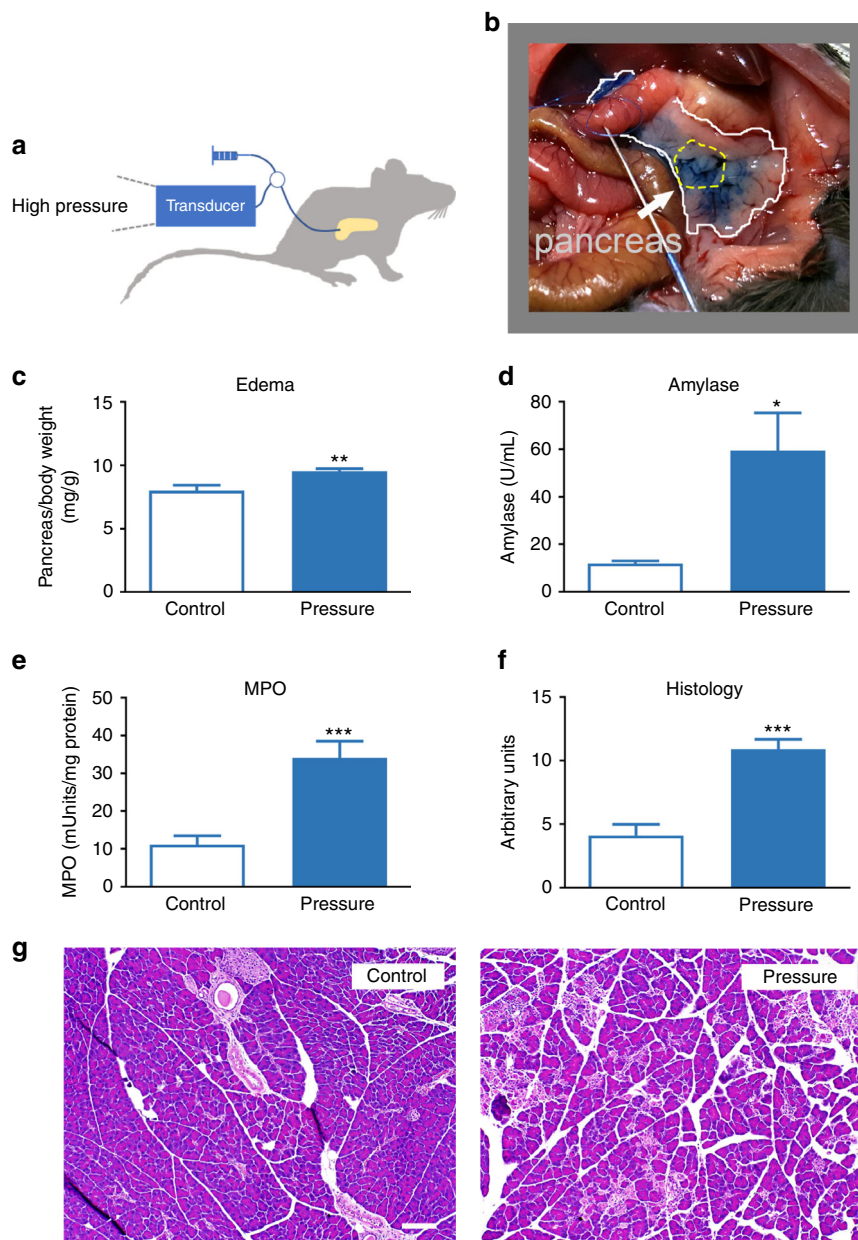 a
High pressure
Transducer
b
pancreas
c
Edema
Pancreas/body weight
(mg/g)
15
10
5
0
**
Control
Pressure
d
Amylase
Amylase (U/mL)
80
60
40
20
0
*
Control
Pressure
e
MPO
MPO (mUnits/mg protein)
50
40
30
20
10
0
***
Control
Pressure
f
Histology
Arbitrary units
15
10
5
0
***
Control
Pressure
g
Control
Pressure